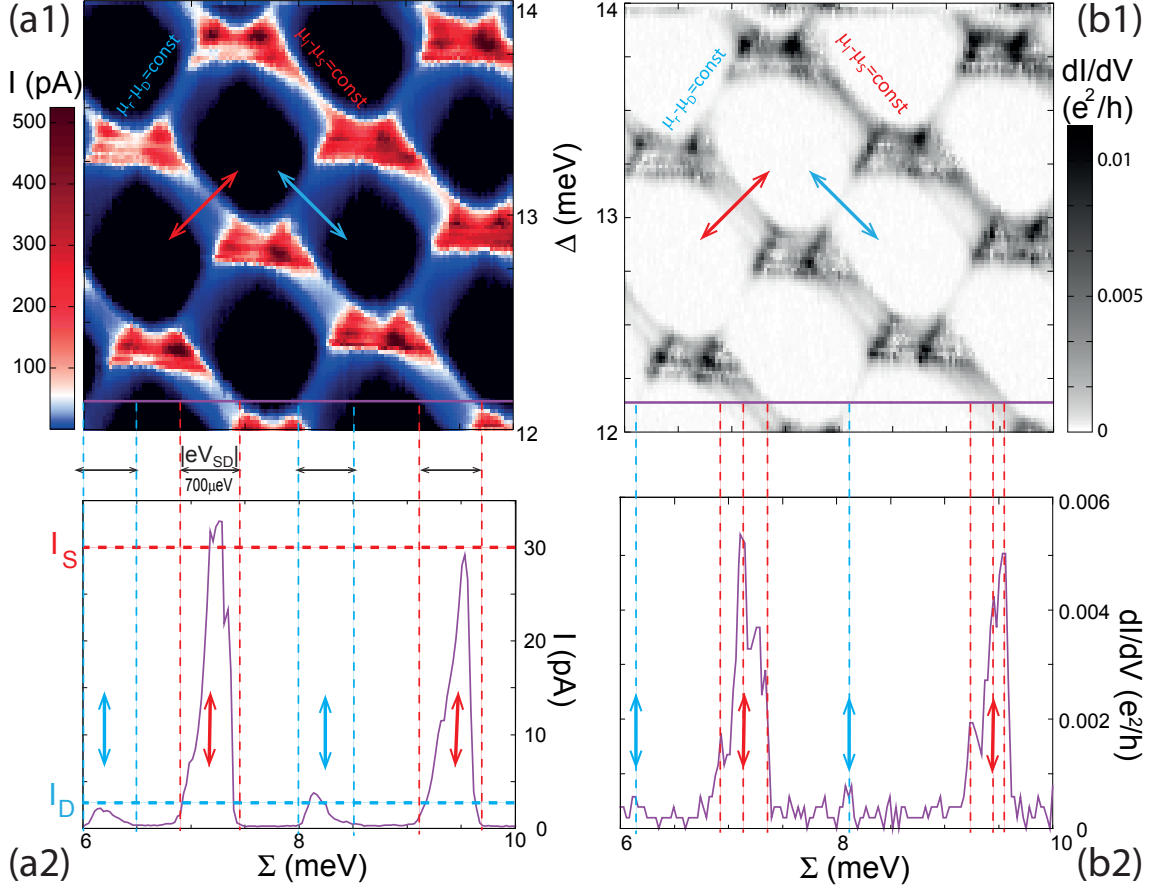 (a1)
I (pA)
500
400
300
200
100
0
μr-μD=const
μl-μS=const
14
13
12
Δ (meV)
(b1)
dI/dV
(e²/h)
0.01
0.005
0
μr-μD=const
μl-μS=const
14
13
12
|eVSD|
700μeV
IS
ID
30
20
10
0
I (pA)
6
8
10
Σ (meV)
(a2)
0.006
0.004
0.002
0
dI/dV (e²/h)
6
8
10
Σ (meV)
(b2)